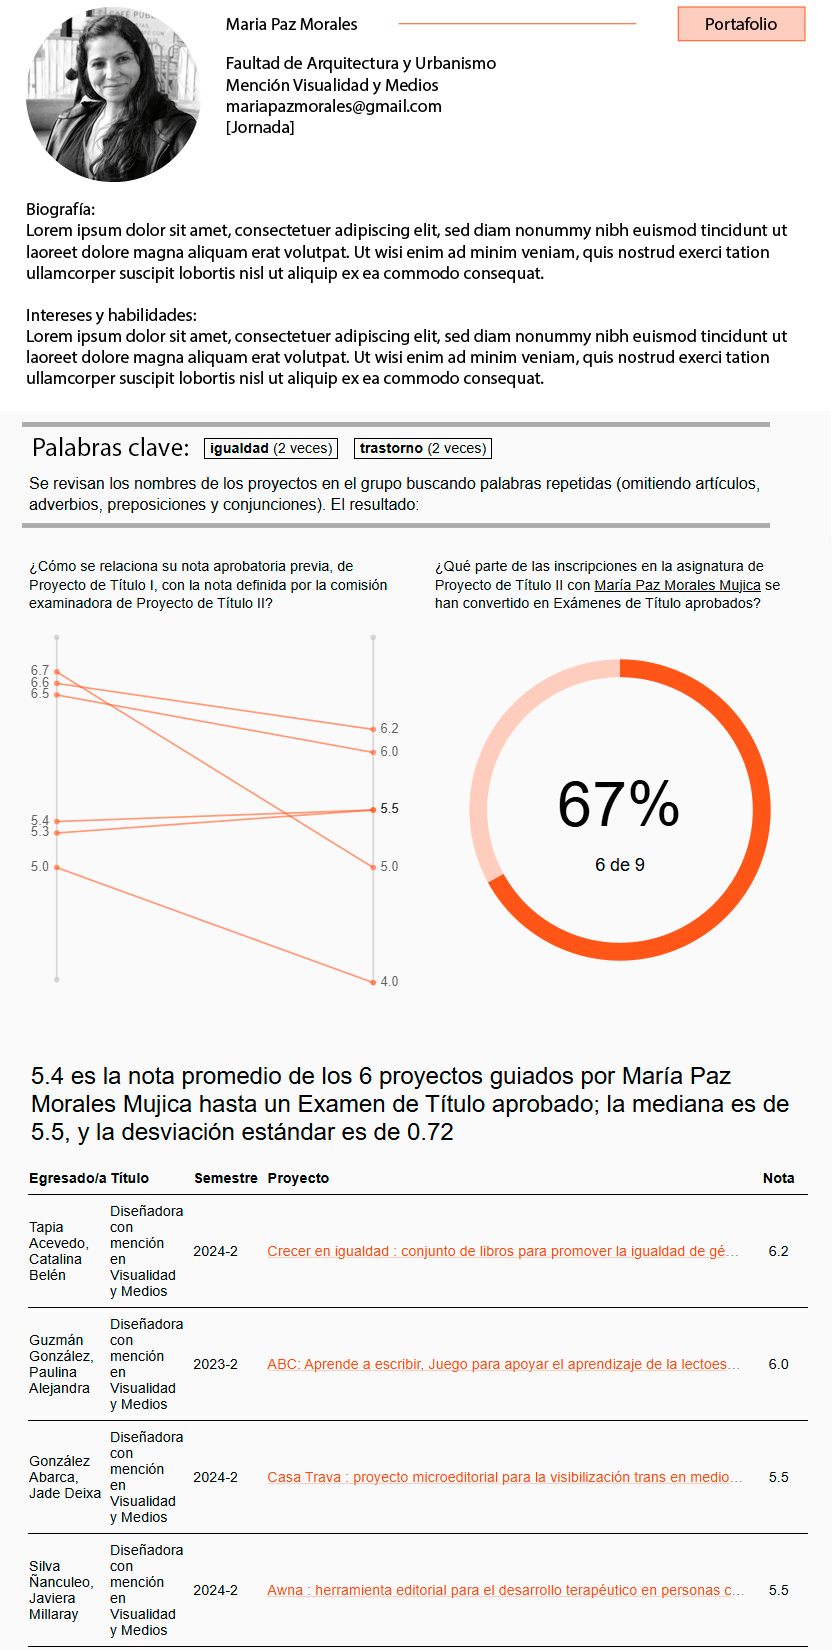 Maria Paz Morales
Portafolio
Faultad de Arquitectura y Urbanismo
Mención Visualidad y Medios
mariapazmorales@gmail.com
[Jornada]
Biografía:
Lorem ipsum dolor sit amet, consectetuer adipiscing elit, sed diam nonummy nibh euismod tincidunt ut
laoreet dolore magna aliquam erat volutpat. Ut wisi enim ad minim veniam, quis nostrud exerci tation
ullamcorper suscipit lobortis nisl ut aliquip ex ea commodo consequat.
Intereses y habilidades:
Lorem ipsum dolor sit amet, consectetuer adipiscing elit, sed diam nonummy nibh euismod tincidunt ut
laoreet dolore magna aliquam erat volutpat. Ut wisi enim ad minim veniam, quis nostrud exerci tation
ullamcorper suscipit lobortis nisl ut aliquip ex ea commodo consequat.
Palabras clave: igualdad (2 veces) trastorno (2 veces)
Se revisan los nombres de los proyectos en el grupo buscando palabras repetidas (omitiendo artículos,
adverbios, preposiciones y conjunciones). El resultado:
¿Cómo se relaciona su nota aprobatoria previa, de
Proyecto de Título I, con la nota definida por la comisión
examinadora de Proyecto de Título II?
6.7
6.6
6.5
5.4
5.3
5.0
6.2
6.0
5.5
5.0
4.0
¿Qué parte de las inscripciones en la asignatura de
Proyecto de Título II con María Paz Morales Mujica se
han convertido en Exámenes de Título aprobados?
67%
6 de 9
5.4 es la nota promedio de los 6 proyectos guiados por María Paz
Morales Mujica hasta un Examen de Título aprobado; la mediana es de
5.5, y la desviación estándar es de 0.72
Egresado/a Título Semestre Proyecto Nota
Tapia
Acevedo,
Catalina
Belén
Diseñadora
con
mención
en
Visualidad
y Medios
2024-2
Crecer en igualdad : conjunto de libros para promover la igualdad de gé...
6.2
Guzmán
González,
Paulina
Alejandra
Diseñadora
con
mención
en
Visualidad
y Medios
2023-2
ABC: Aprende a escribir, Juego para apoyar el aprendizaje de la lectoes...
6.0
González
Abarca,
Jade Deixa
Diseñadora
con
mención
en
Visualidad
y Medios
2024-2
Casa Trava : proyecto microeditorial para la visibilización trans en medio...
5.5
Silva
Ñanculeo,
Javiera
Millaray
Diseñadora
con
mención
en
Visualidad
y Medios
2024-2
Awna : herramienta editorial para el desarrollo terapéutico en personas c...
5.5